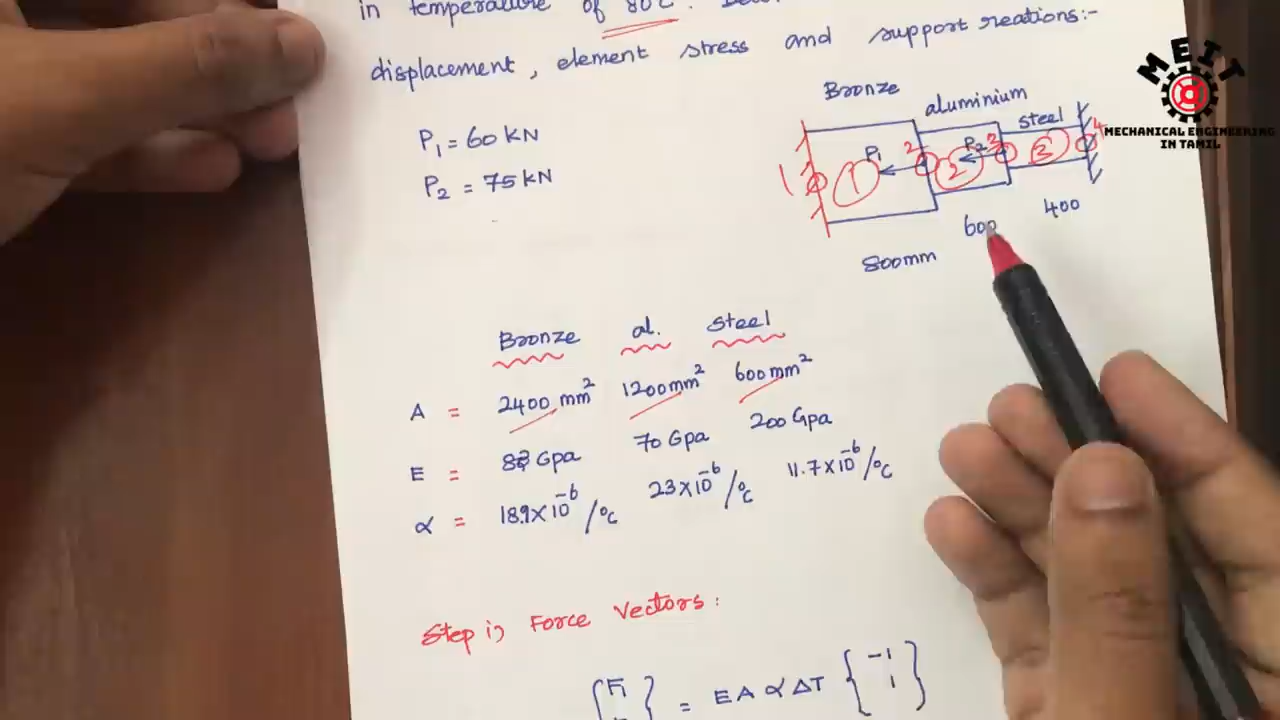 in temperature of 80°C.
displacement, element stress and support reations:-
P1 = 60 kN
P2 = 75 kN
Bronze
aluminium
steel
1 ① P1 2 ② P2 3 ③ 4
800mm
600
400
Bronze al. Steel
A = 2400 mm² 1200mm² 600mm²
E = 83 Gpa 70 Gpa 200 Gpa
α = 18.9×10⁻⁶/°C 23×10⁻⁶/°C 11.7×10⁻⁶/°C
Step i, Force Vectors:
{F1 } = EAαΔT {-1 1}
MEIT
MECHANICAL ENGINEERING
IN TAMIL